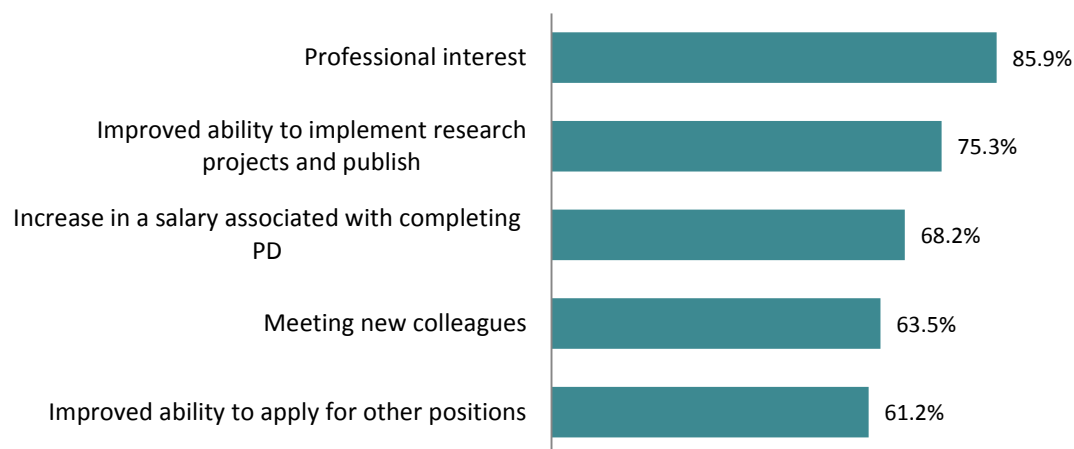 Professional interest
85.9%
Improved ability to implement research
projects and publish
75.3%
Increase in a salary associated with completing
PD
68.2%
Meeting new colleagues
63.5%
Improved ability to apply for other positions
61.2%